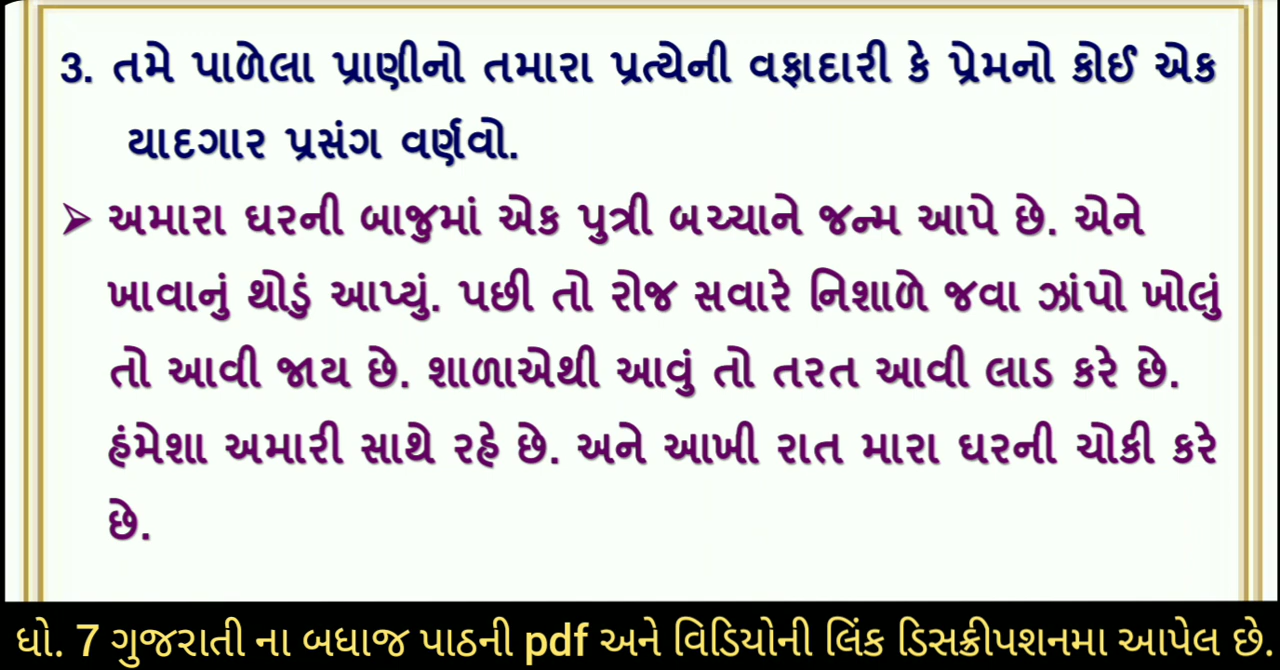 3. તમે પાળેલા પ્રાણીનો તમારા પ્રત્યેની વફાદારી કે પ્રેમનો કોઈ એક
યાદગાર પ્રસંગ વર્ણવો.
➢ અમારા ઘરની બાજુમાં એક પુત્રી બચ્ચાને જન્મ આપે છે. એને
ખાવાનું થોડું આપ્યું. પછી તો રોજ સવારે નિશાળે જવા ઝાંપો ખોલું
તો આવી જાય છે. શાળાએથી આવું તો તરત આવી લાડ કરે છે.
હંમેશા અમારી સાથે રહે છે. અને આખી રાત મારા ઘરની ચોકી કરે
છે.
ધો. 7 ગુજરાતી ના બધાજ પાઠની pdf અને વિડિયોની લિંક ડિસક્રીપશનમા આપેલ છે.